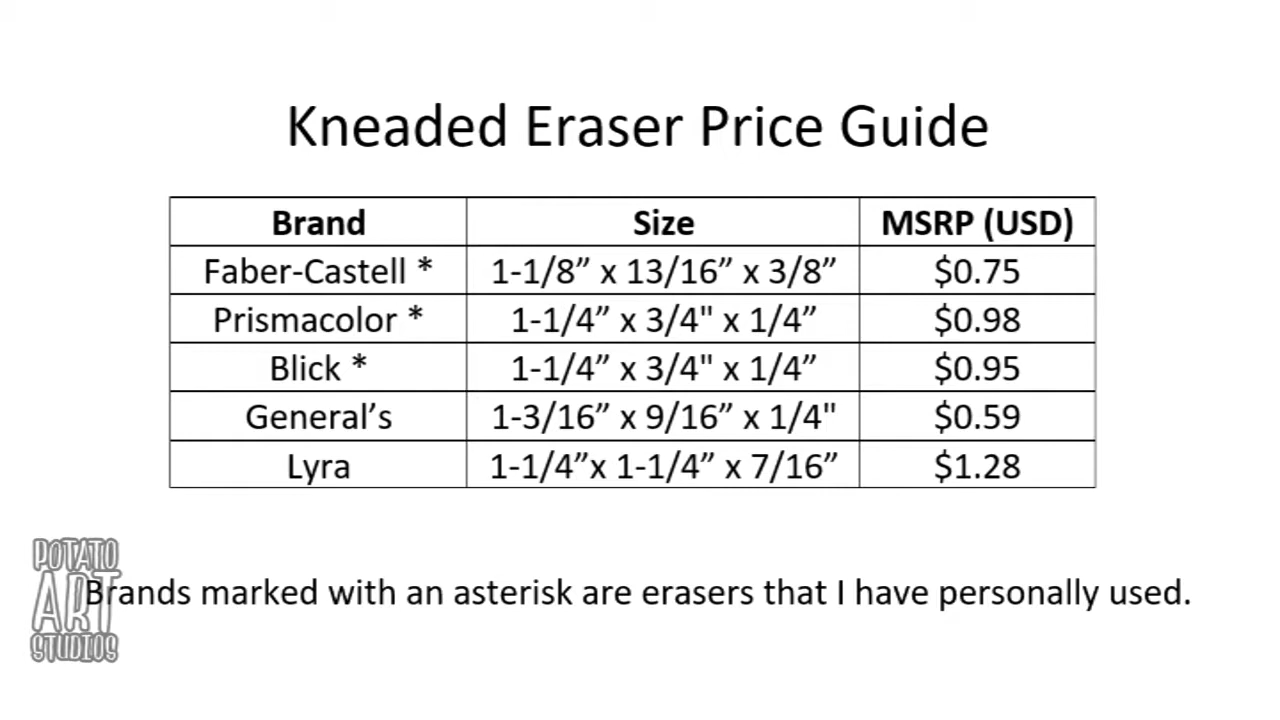 Kneaded Eraser Price Guide
Brand Size MSRP (USD)
Faber-Castell * 1-1/8” x 13/16” x 3/8” $0.75
Prismacolor * 1-1/4” x 3/4" x 1/4” $0.98
Blick * 1-1/4” x 3/4" x 1/4” $0.95
General’s 1-3/16” x 9/16” x 1/4" $0.59
Lyra 1-1/4”x 1-1/4” x 7/16” $1.28
Brands marked with an asterisk are erasers that I have personally used.
POTATO
ART
STUDIOS